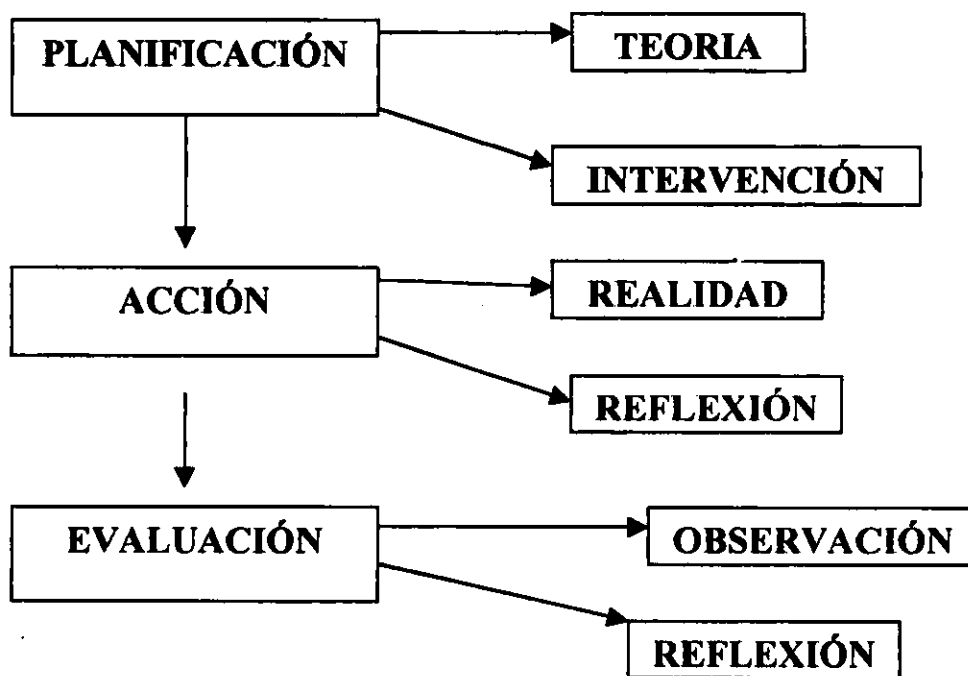 PLANIFICACIÓN
TEORIA
INTERVENCIÓN
ACCIÓN
REALIDAD
REFLEXIÓN
EVALUACIÓN
OBSERVACIÓN
REFLEXIÓN